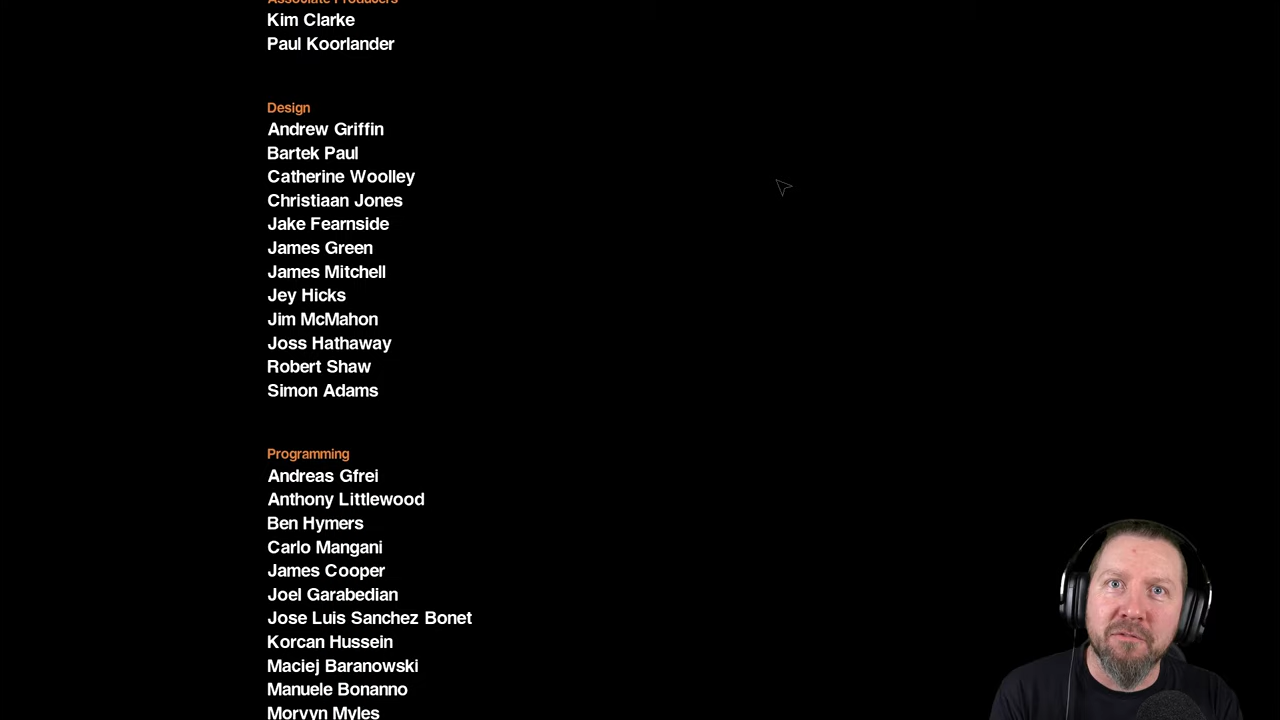 Associate Producers
Kim Clarke
Paul Koorlander
Design
Andrew Griffin
Bartek Paul
Catherine Woolley
Christiaan Jones
Jake Fearnside
James Green
James Mitchell
Jey Hicks
Jim McMahon
Joss Hathaway
Robert Shaw
Simon Adams
Programming
Andreas Gfrei
Anthony Littlewood
Ben Hymers
Carlo Mangani
James Cooper
Joel Garabedian
Jose Luis Sanchez Bonet
Korcan Hussein
Maciej Baranowski
Manuele Bonanno
Morvyn Myles